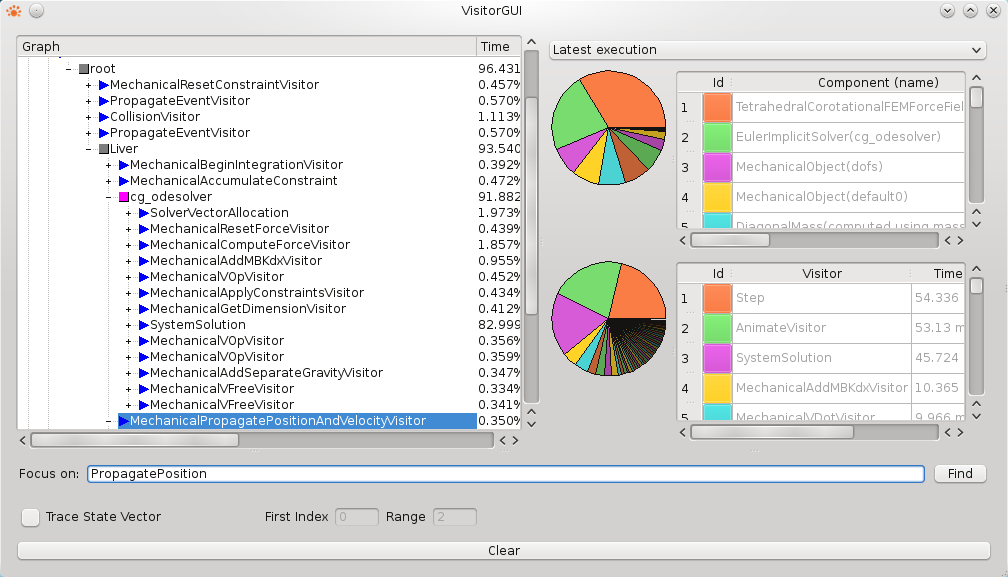 VisitorGUI
Graph Time
root 96.431
MechanicalResetConstraintVisitor 0.457%
PropagateEventVisitor 0.570%
CollisionVisitor 1.113%
PropagateEventVisitor 0.570%
Liver 93.540
MechanicalBeginIntegrationVisitor 0.392%
MechanicalAccumulateConstraint 0.472%
cg_odesolver 91.882
SolverVectorAllocation 1.973%
MechanicalResetForceVisitor 0.439%
MechanicalComputeForceVisitor 1.857%
MechanicalAddMBKdxVisitor 0.955%
MechanicalVOpVisitor 0.452%
MechanicalApplyConstraintsVisitor 0.434%
MechanicalGetDimensionVisitor 0.412%
SystemSolution 82.999
MechanicalVOpVisitor 0.356%
MechanicalVOpVisitor 0.359%
MechanicalAddSeparateGravityVisitor 0.347%
MechanicalVFreeVisitor 0.334%
MechanicalVFreeVisitor 0.341%
MechanicalPropagatePositionAndVelocityVisitor 0.350%
Latest execution
Id Component (name)
1 TetrahedralCorotationalFEMForceFiel
2 EulerImplicitSolver(cg_odesolver)
3 MechanicalObject(dofs)
4 MechanicalObject(default0)
5 DiagonalMass(computed using mass
Id Visitor Time
1 Step 54.336
2 AnimateVisitor 53.13 m
3 SystemSolution 45.724
4 MechanicalAddMBKdxVisitor 10.365
5 MechanicalVDotVisitor 9.966 m
Focus on: PropagatePosition Find
Trace State Vector First Index 0 Range 2
Clear